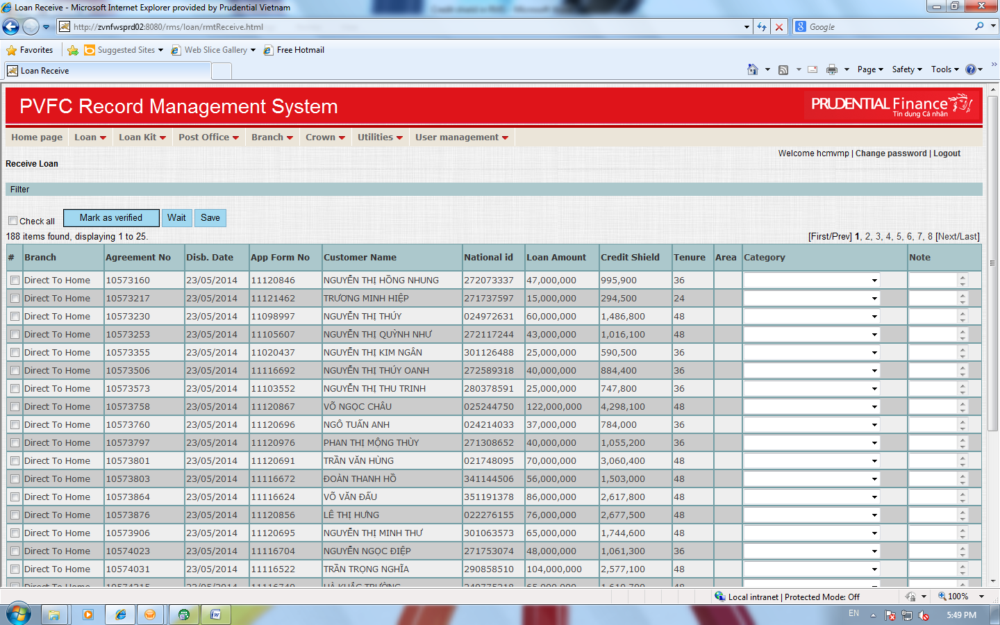 Loan Receive - Microsoft Internet Explorer provided by Prudential Vietnam
http://zvnfwsprd02:8080/rms/loan/rmtReceive.html Google
Favorites Suggested Sites Web Slice Gallery Free Hotmail
Loan Receive Page Safety Tools
PVFC Record Management System PRUDENTIAL Finance
Tín dụng Cá nhân
Home page Loan Loan Kit Post Office Branch Crown Utilities User management
Welcome hcmvmp | Change password | Logout
Receive Loan
Filter
Check all Mark as verified Wait Save
188 items found, displaying 1 to 25. [First/Prev] 1, 2, 3, 4, 5, 6, 7, 8 [Next/Last]
# Branch Agreement No Disb. Date App Form No Customer Name National id Loan Amount Credit Shield Tenure Area Category Note
Direct To Home 10573160 23/05/2014 11120846 NGUYỄN THỊ HỒNG NHUNG 272073337 47,000,000 995,900 36
Direct To Home 10573217 23/05/2014 11121462 TRƯƠNG MINH HIỆP 271737597 15,000,000 294,500 24
Direct To Home 10573230 23/05/2014 11098997 NGUYỄN THỊ THÚY 024972631 60,000,000 1,486,800 48
Direct To Home 10573253 23/05/2014 11105607 NGUYỄN THỊ QUỲNH NHƯ 272117244 43,000,000 1,016,100 48
Direct To Home 10573355 23/05/2014 11020437 NGUYỄN THỊ KIM NGÂN 301126488 25,000,000 590,500 36
Direct To Home 10573506 23/05/2014 11116692 NGUYỄN THỊ THÚY OANH 272589318 40,000,000 884,400 36
Direct To Home 10573573 23/05/2014 11103552 NGUYỄN THỊ THU TRINH 280378591 25,000,000 747,800 36
Direct To Home 10573758 23/05/2014 11120867 VÕ NGỌC CHÂU 025244750 122,000,000 4,298,100 48
Direct To Home 10573760 23/05/2014 11120696 NGÔ TUẤN ANH 024214033 37,000,000 784,000 36
Direct To Home 10573797 23/05/2014 11120976 PHAN THỊ MỘNG THÙY 271308652 40,000,000 1,055,200 36
Direct To Home 10573801 23/05/2014 11120691 TRẦN VĂN HÙNG 021748095 70,000,000 3,060,400 48
Direct To Home 10573803 23/05/2014 11116672 ĐOÀN THANH HỒ 341144506 56,000,000 1,503,000 48
Direct To Home 10573864 23/05/2014 11116624 VÕ VĂN ĐẤU 351191378 86,000,000 2,617,800 48
Direct To Home 10573876 23/05/2014 11120856 LÊ THỊ HƯNG 022276155 76,000,000 2,677,500 48
Direct To Home 10573906 23/05/2014 11120695 NGUYỄN THỊ MINH THƯ 301063573 65,000,000 1,744,600 48
Direct To Home 10574023 23/05/2014 11116704 NGUYỄN NGỌC ĐIỆP 271753074 48,000,000 1,061,300 36
Direct To Home 10574031 23/05/2014 11116522 TRẦN TRỌNG NGHĨA 290858510 104,000,000 2,577,100 48
Direct To Home 23/05/2014
Local intranet | Protected Mode: Off 100%
EN 5:49 PM